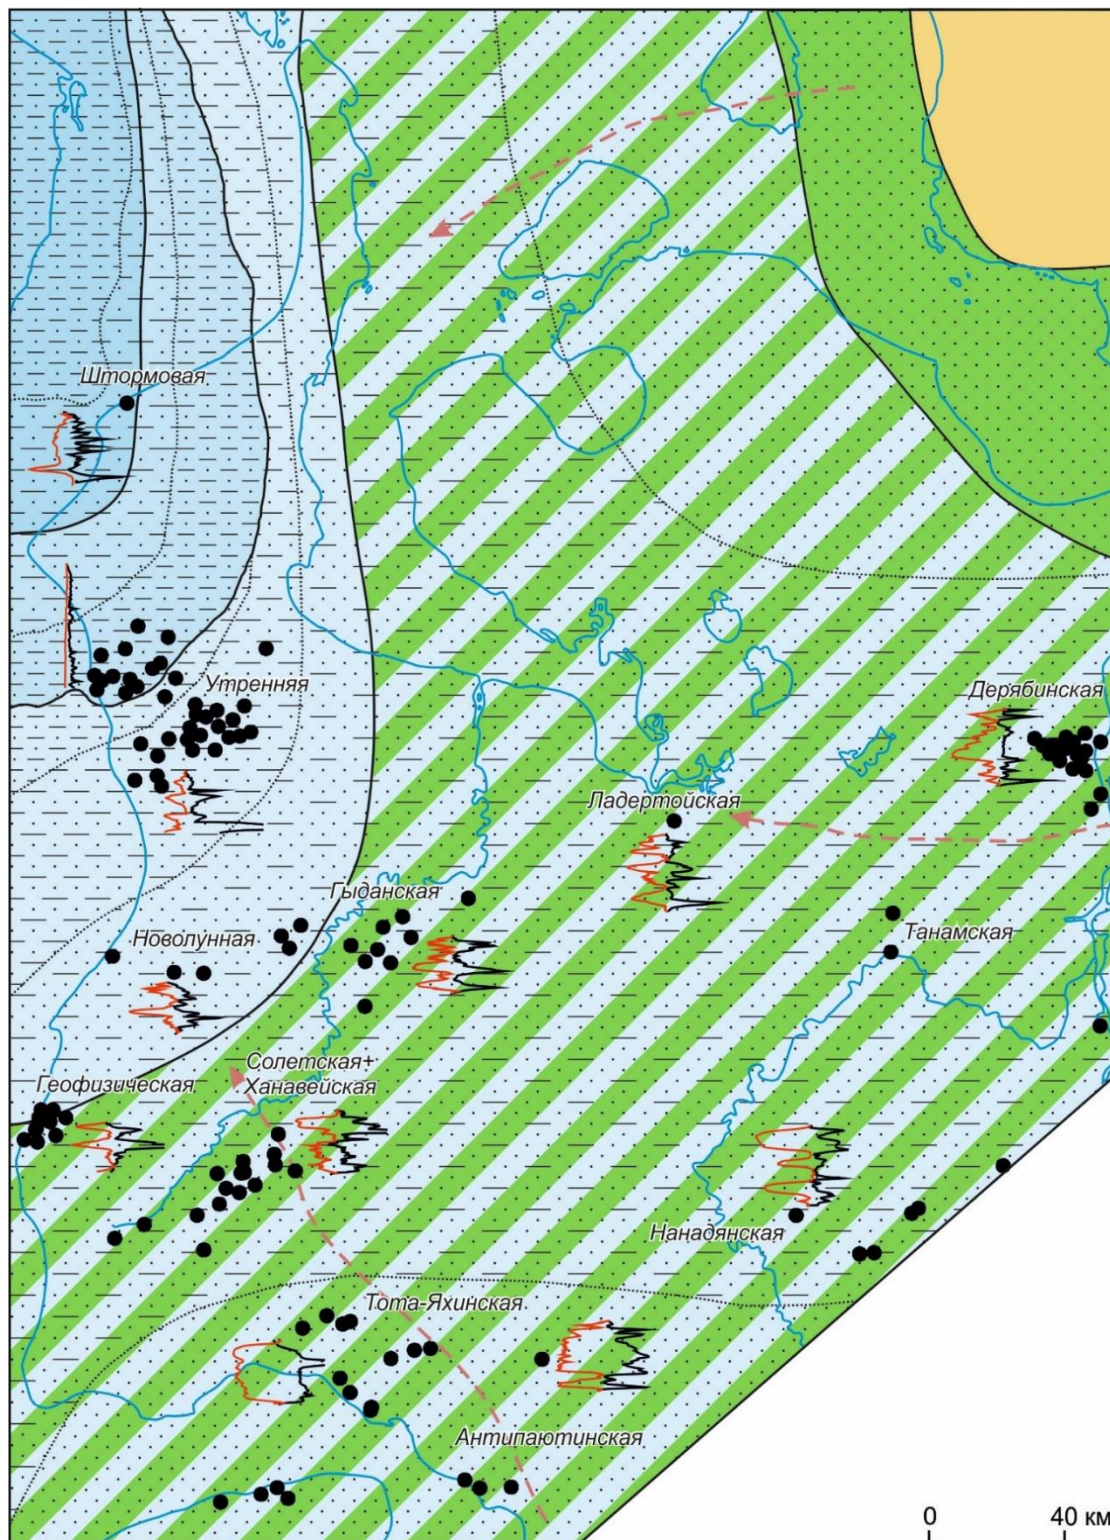 Штормовая
Утренняя
Дерябинская
Ладертойская
Гыданская
Новолунная
Танамская
Солетская+
Ханавейская
Геофизическая
Нанадянская
Тота-Яхинская
Антипаютинская
0 40 км